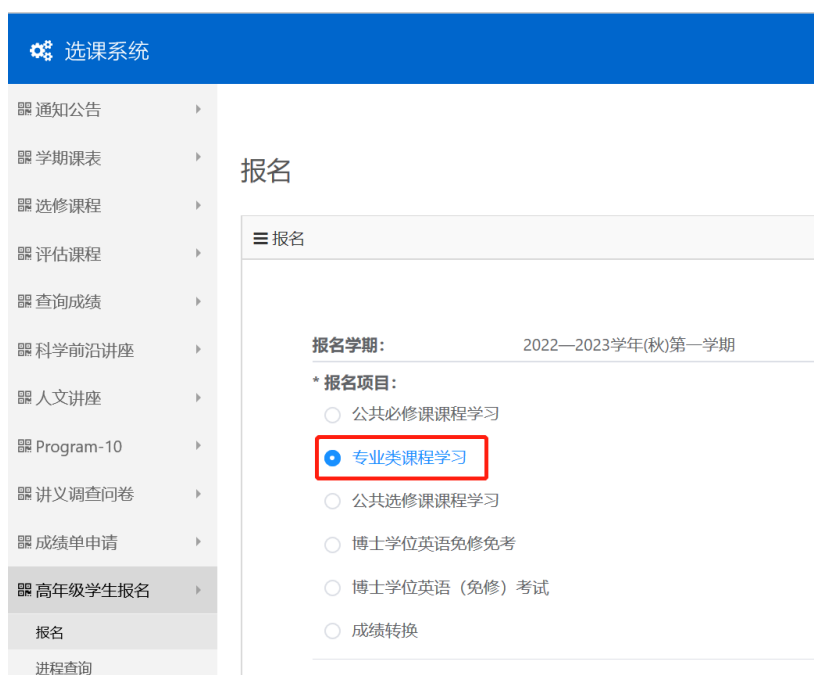 选课系统
通知公告
学期课表
选修课程
评估课程
查询成绩
科学前沿讲座
人文讲座
Program-10
讲义调查问卷
成绩单申请
高年级学生报名
报名
进程查询
报名
报名
报名学期： 2022—2023学年(秋)第一学期
* 报名项目：
公共必修课课程学习
专业类课程学习
公共选修课课程学习
博士学位英语免修免考
博士学位英语（免修）考试
成绩转换